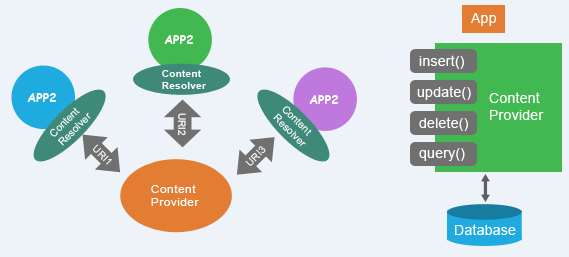 APP2
Content
Resolver
APP2
Content
Resolver
APP2
Content
Resolver
URI1
URI2
URI3
Content
Provider
App
insert()
update()
delete()
query()
Content
Provider
Database